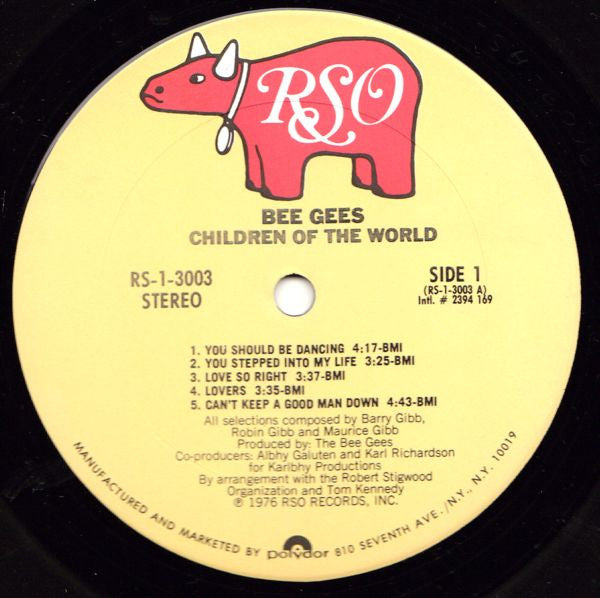 RSO
BEE GEES
CHILDREN OF THE WORLD
RS-1-3003
STEREO
SIDE 1
(RS-1-3003 A)
Intl. # 2394 169
1. YOU SHOULD BE DANCING 4:17-BMI
2. YOU STEPPED INTO MY LIFE 3:25-BMI
3. LOVE SO RIGHT 3:37-BMI
4. LOVERS 3:35-BMI
5. CAN'T KEEP A GOOD MAN DOWN 4:43-BMI
All selections composed by Barry Gibb,
Robin Gibb and Maurice Gibb
Produced by: The Bee Gees
Co-producers: Albhy Galuten and Karl Richardson
for Karlbhy Productions
By arrangement with the Robert Stigwood
Organization and Tom Kennedy
℗ 1976 RSO RECORDS, INC.
MANUFACTURED AND MARKETED BY polydor 810 SEVENTH AVE./N.Y., N.Y. 10019